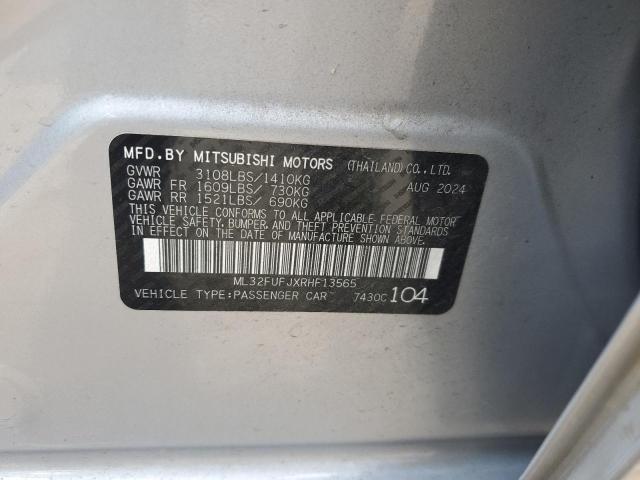 MFD.BY MITSUBISHI MOTORS (THAILAND)CO.,LTD.
GVWR 3108LBS/1410KG AUG 2024
GAWR FR 1609LBS/ 730KG
GAWR RR 1521LBS/ 690KG
THIS VEHICLE CONFORMS TO ALL APPLICABLE FEDERAL MOTOR
VEHICLE SAFETY, BUMPER, AND THEFT PREVENTION STANDARDS
IN EFFECT ON THE DATE OF MANUFACTURE SHOWN ABOVE.
ML32FUFJXRHF13565
VEHICLE TYPE:PASSENGER CAR 7430C 104